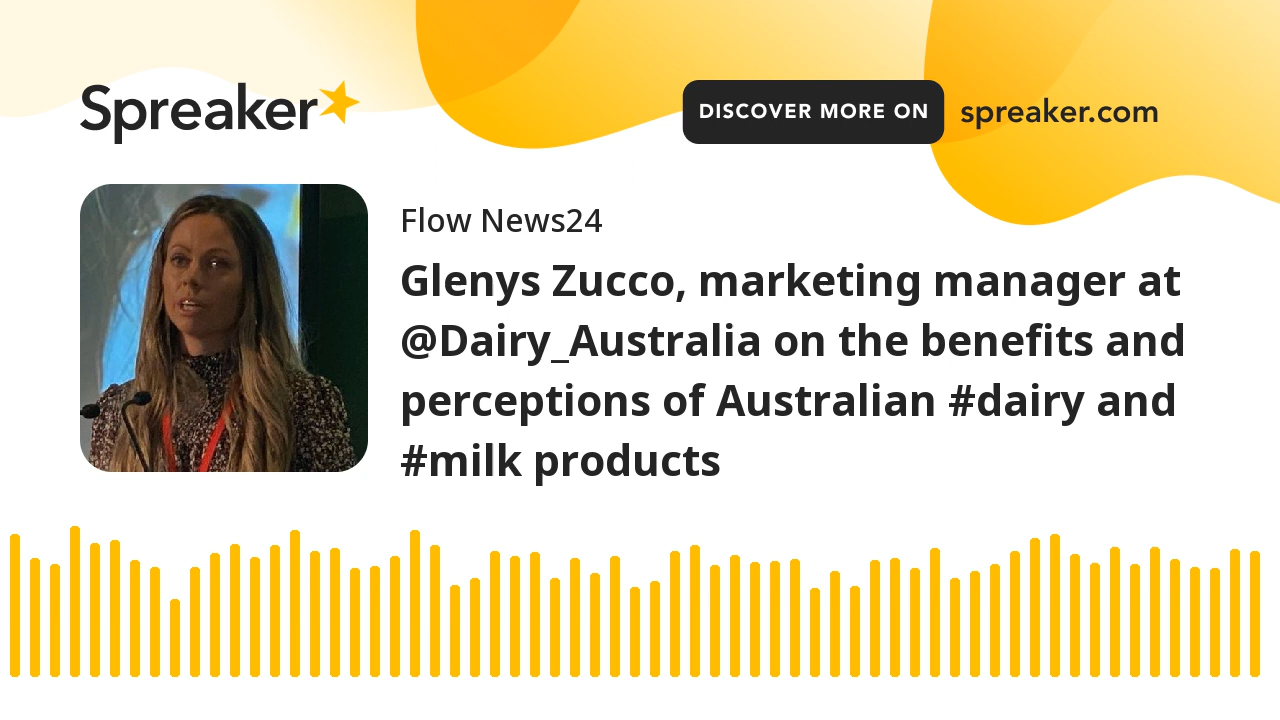 Spreaker
DISCOVER MORE ON spreaker.com
Flow News24
Glenys Zucco, marketing manager at
@Dairy_Australia on the benefits and
perceptions of Australian #dairy and
#milk products